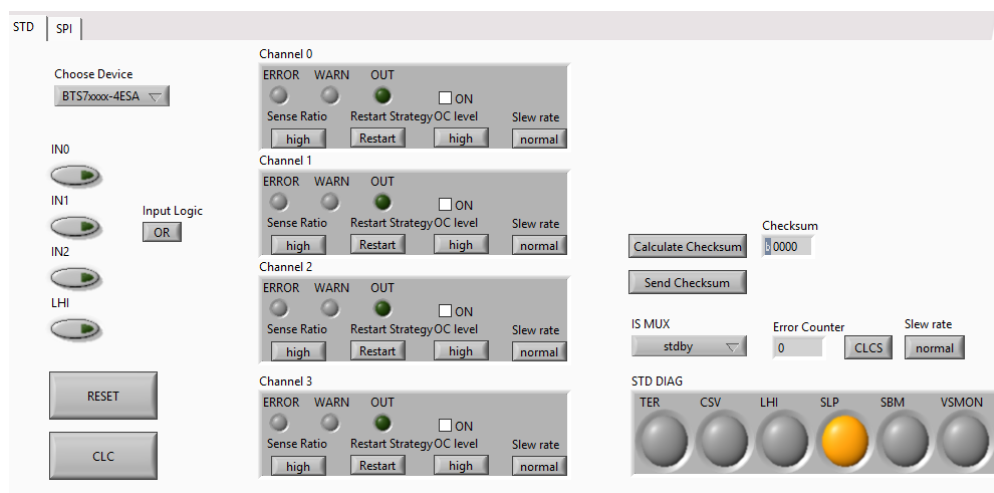 STD SPI
Choose Device
BTS7xxxx-4ESA
IN0
IN1
IN2
LHI
Input Logic
OR
RESET
CLC
Channel 0
ERROR WARN OUT
ON
Sense Ratio Restart Strategy OC level Slew rate
high Restart high normal
Channel 1
ERROR WARN OUT
ON
Sense Ratio Restart Strategy OC level Slew rate
high Restart high normal
Channel 2
ERROR WARN OUT
ON
Sense Ratio Restart Strategy OC level Slew rate
high Restart high normal
Channel 3
ERROR WARN OUT
ON
Sense Ratio Restart Strategy OC level Slew rate
high Restart high normal
Calculate Checksum
Checksum
b 0000
Send Checksum
IS MUX Error Counter Slew rate
stdby 0 CLCS normal
STD DIAG
TER CSV LHI SLP SBM VSMON